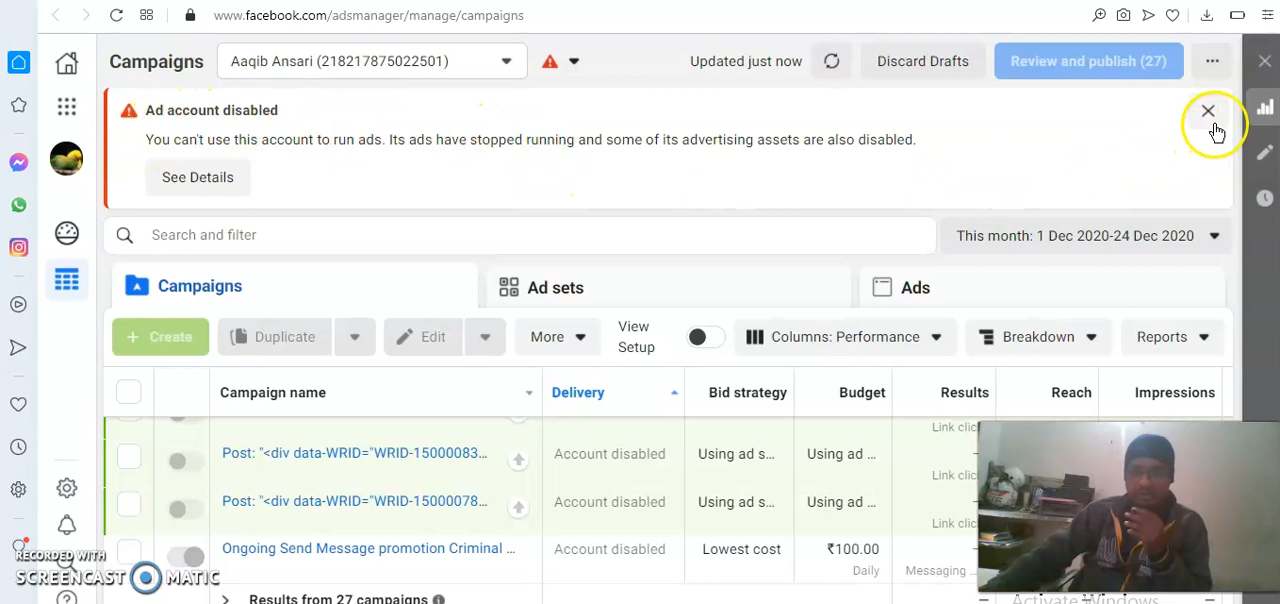 www.facebook.com/adsmanager/manage/campaigns
Campaigns
Aaqib Ansari (218217875022501)
Updated just now
Discard Drafts
Review and publish (27)
Ad account disabled
You can't use this account to run ads. Its ads have stopped running and some of its advertising assets are also disabled.
See Details
Search and filter
This month: 1 Dec 2020-24 Dec 2020
Campaigns
Ad sets
Ads
+ Create
Duplicate
Edit
More
View Setup
Columns: Performance
Breakdown
Reports
Campaign name
Delivery
Bid strategy
Budget
Results
Reach
Impressions
Link clic
Post: "<div data-WRID="WRID-15000083...
Account disabled
Using ad s...
Using ad ...
Link clic
Post: "<div data-WRID="WRID-15000078...
Account disabled
Using ad s...
Using ad ...
Link clic
Ongoing Send Message promotion Criminal ...
Account disabled
Lowest cost
₹100.00
Daily
Messaging ...
Results from 27 campaigns
Activate Windows
RECORDED WITH
SCREENCAST MATIC